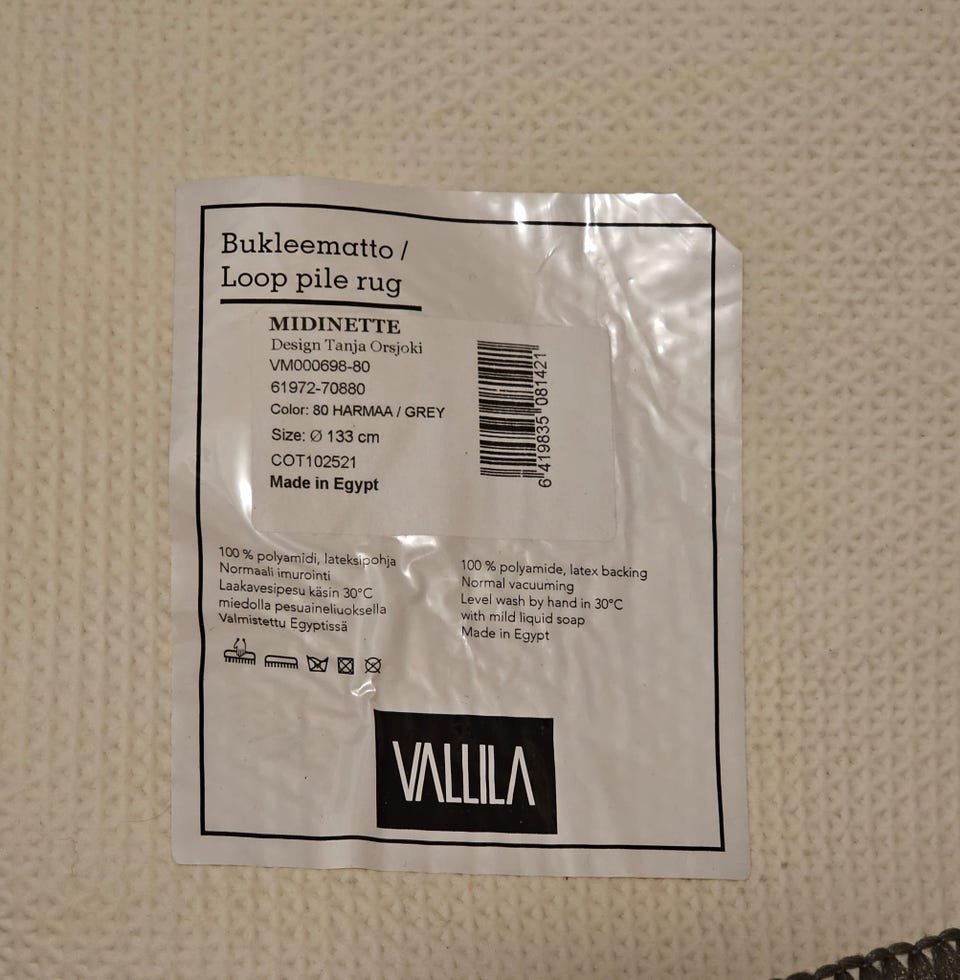 Bukleematto /
Loop pile rug
MIDINETTE
Design Tanja Orsjoki
VM000698-80
61972-70880
Color: 80 HARMAA / GREY
Size: Ø 133 cm
COT102521
Made in Egypt
6 419835 081421
100 % polyamidi, lateksipohja
Normaali imurointi
Laakavesipesu käsin 30°C
miedolla pesuaineliuoksella
Valmistettu Egyptissä
100 % polyamide, latex backing
Normal vacuuming
Level wash by hand in 30°C
with mild liquid soap
Made in Egypt
VALLILA